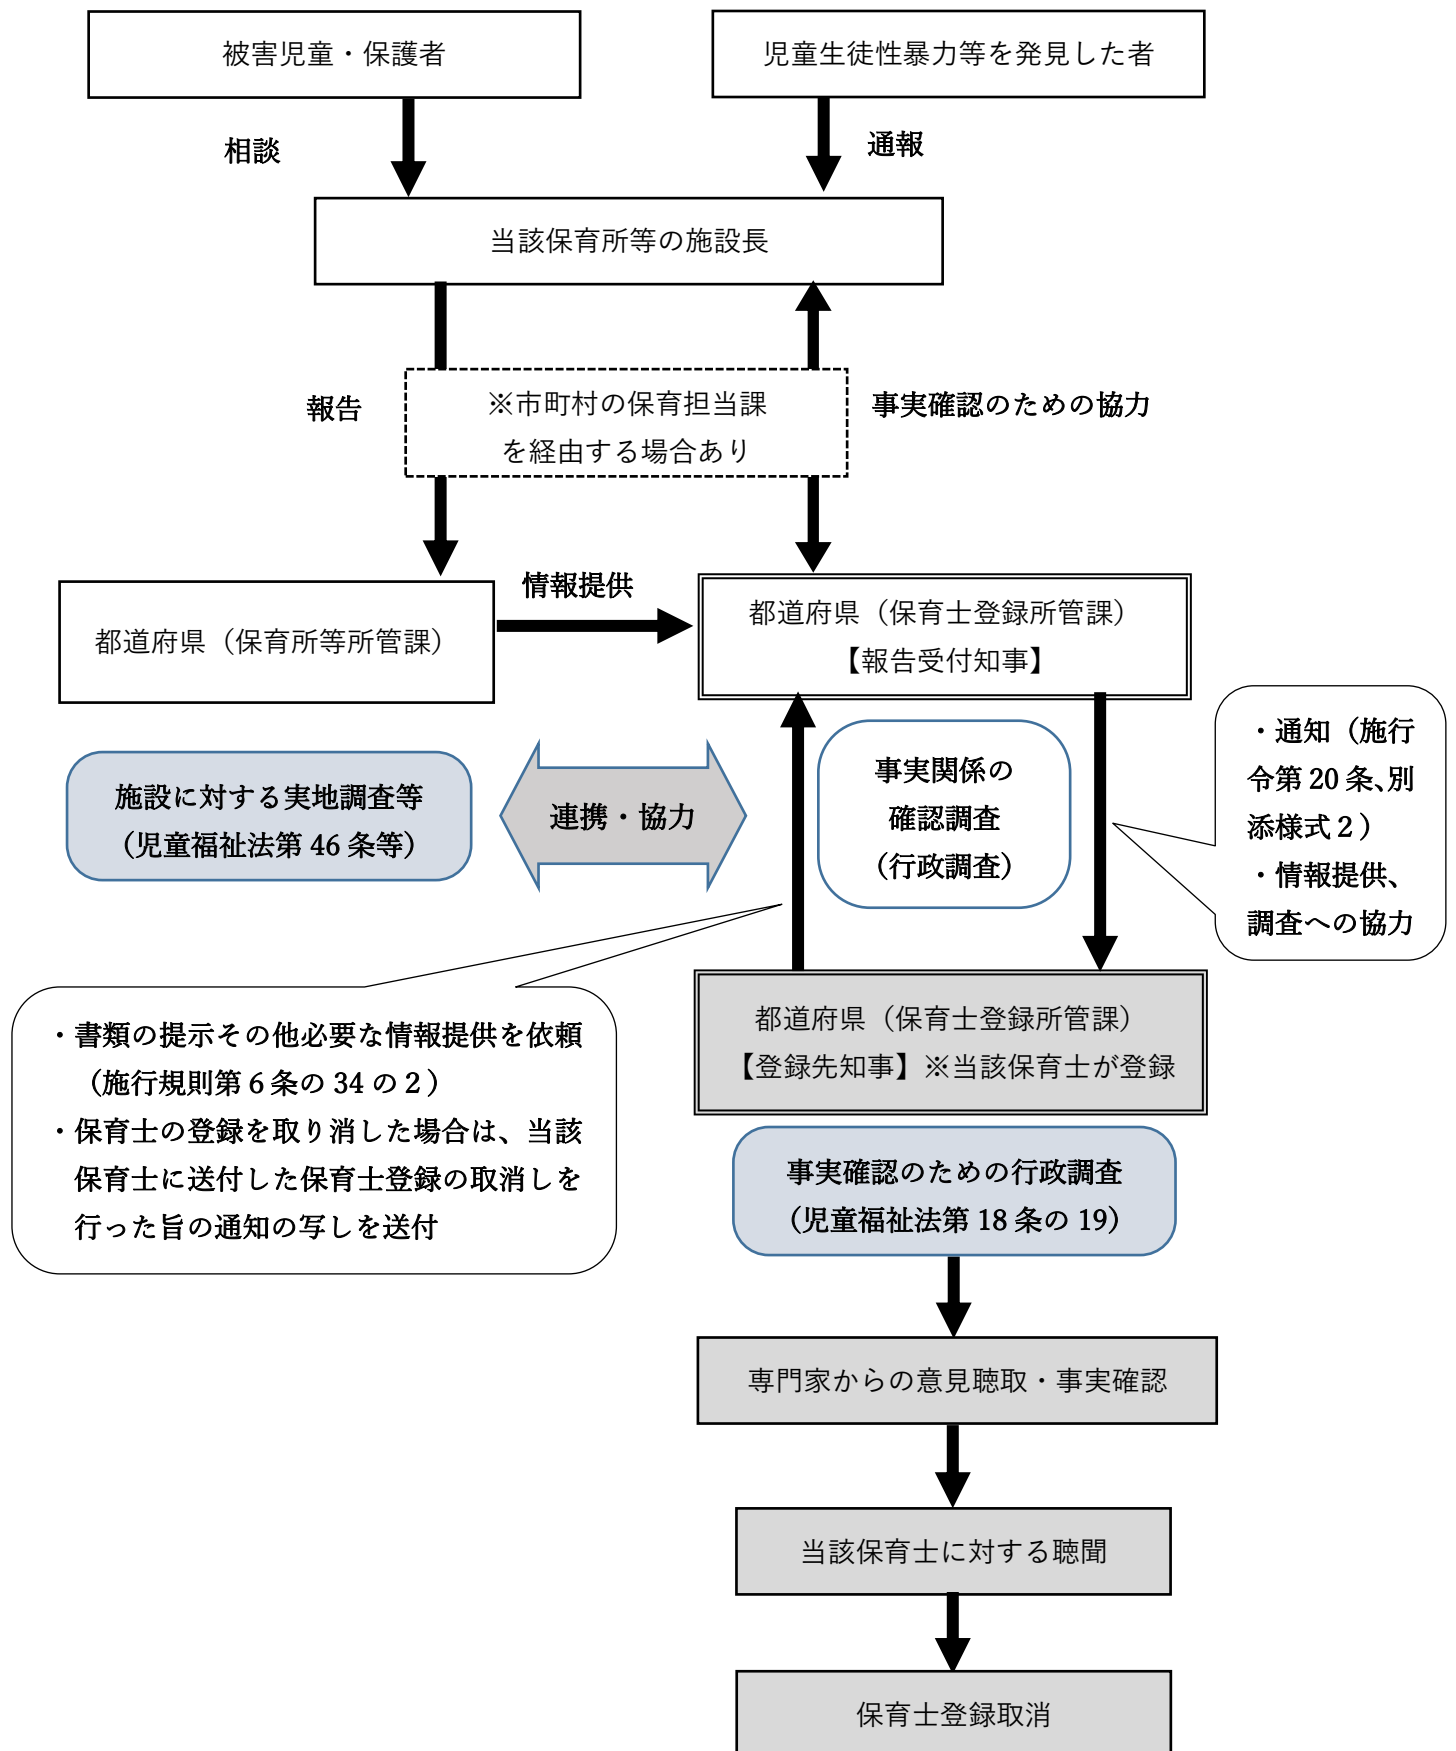 被害児童・保護者
児童生徒性暴力等を発見した者
相談
通報
当該保育所等の施設長
報告
※市町村の保育担当課
を経由する場合あり
事実確認のための協力
情報提供
都道府県（保育所等所管課）
都道府県（保育士登録所管課）
【報告受付知事】
施設に対する実地調査等
（児童福祉法第 46 条等）
連携・協力
事実関係の
確認調査
（行政調査）
・通知（施行
令第 20 条、別
添様式２）
・情報提供、
調査への協力
・書類の提示その他必要な情報提供を依頼
（施行規則第６条の 34 の２）
・保育士の登録を取り消した場合は、当該
保育士に送付した保育士登録の取消しを
行った旨の通知の写しを送付
都道府県（保育士登録所管課）
【登録先知事】※当該保育士が登録
事実確認のための行政調査
（児童福祉法第 18 条の 19）
専門家からの意見聴取・事実確認
当該保育士に対する聴聞
保育士登録取消